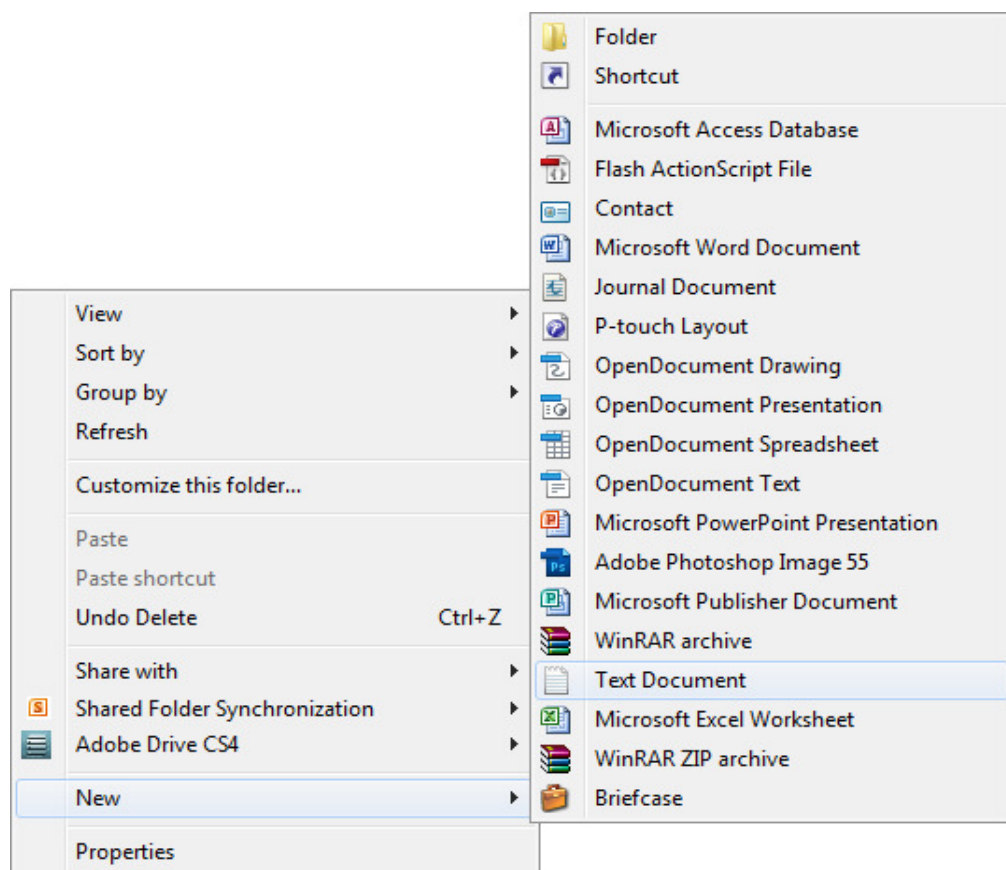 View
Sort by
Group by
Refresh
Customize this folder...
Paste
Paste shortcut
Undo Delete Ctrl+Z
Share with
Shared Folder Synchronization
Adobe Drive CS4
New
Properties
Folder
Shortcut
Microsoft Access Database
Flash ActionScript File
Contact
Microsoft Word Document
Journal Document
P-touch Layout
OpenDocument Drawing
OpenDocument Presentation
OpenDocument Spreadsheet
OpenDocument Text
Microsoft PowerPoint Presentation
Adobe Photoshop Image 55
Microsoft Publisher Document
WinRAR archive
Text Document
Microsoft Excel Worksheet
WinRAR ZIP archive
Briefcase